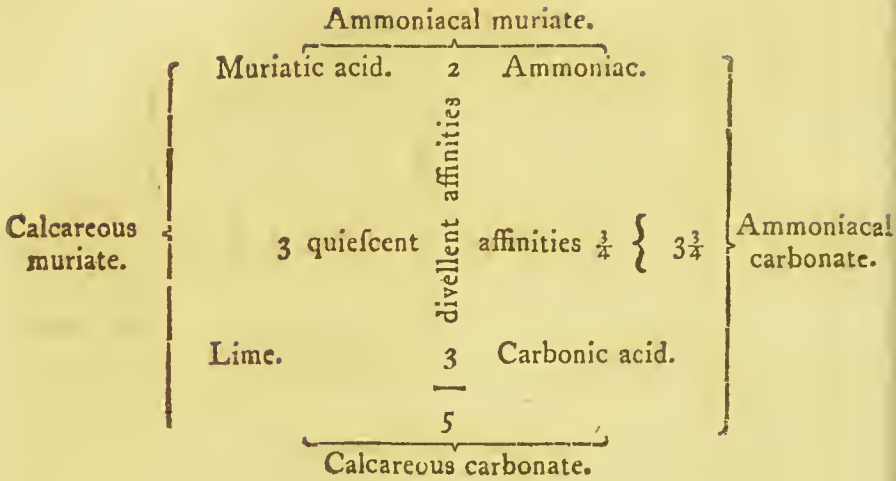 Ammoniacal muriate.
Muriatic acid. 2 Ammoniac.
divellent affinities
Calcareous muriate.
3 quieſcent affinities ¾ { 3¾
Ammoniacal carbonate.
Lime. 3 Carbonic acid.
5
Calcareous carbonate.